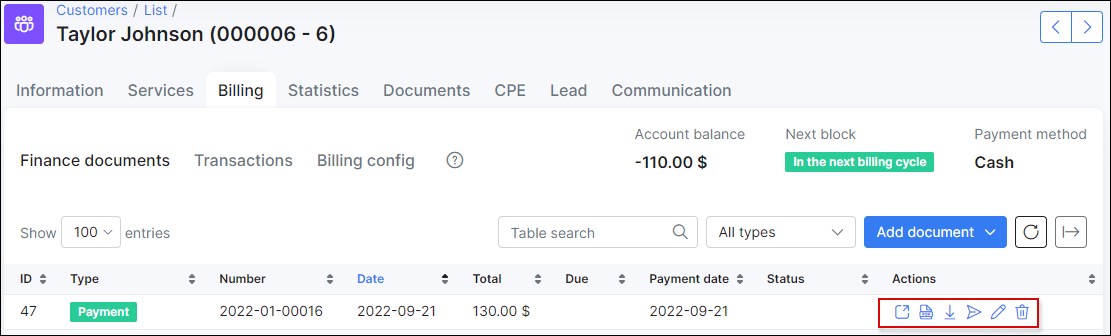 Customers / List /
Taylor Johnson (000006 - 6)
Information Services Billing Statistics Documents CPE Lead Communication
Account balance Next block Payment method
Finance documents Transactions Billing config ?
-110.00 $ In the next billing cycle Cash
Show 100 entries Table search All types Add document
ID Type Number Date Total Due Payment date Status Actions
47 Payment 2022-01-00016 2022-09-21 130.00 $ 2022-09-21